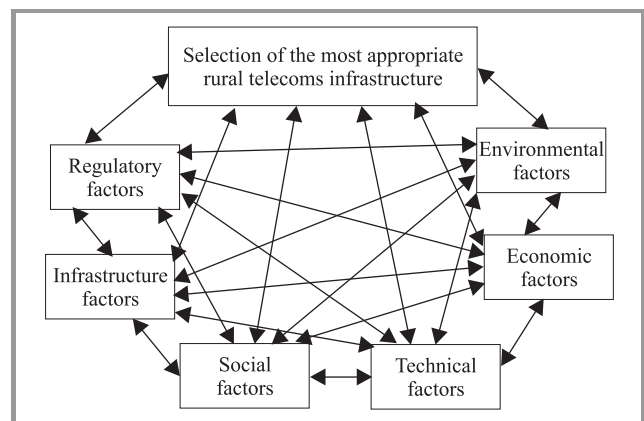 Selection of the most appropriate
rural telecoms infrastructure
Regulatory
factors
Environmental
factors
Infrastructure
factors
Economic
factors
Social
factors
Technical
factors